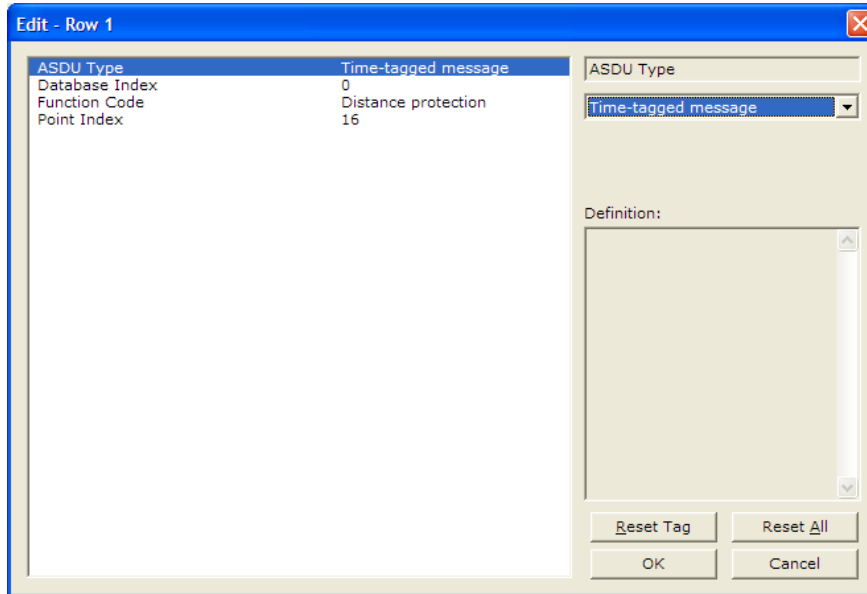 Edit - Row 1
ASDU Type Time-tagged message
Database Index 0
Function Code Distance protection
Point Index 16
ASDU Type
Time-tagged message
Definition:
Reset Tag Reset All
OK Cancel